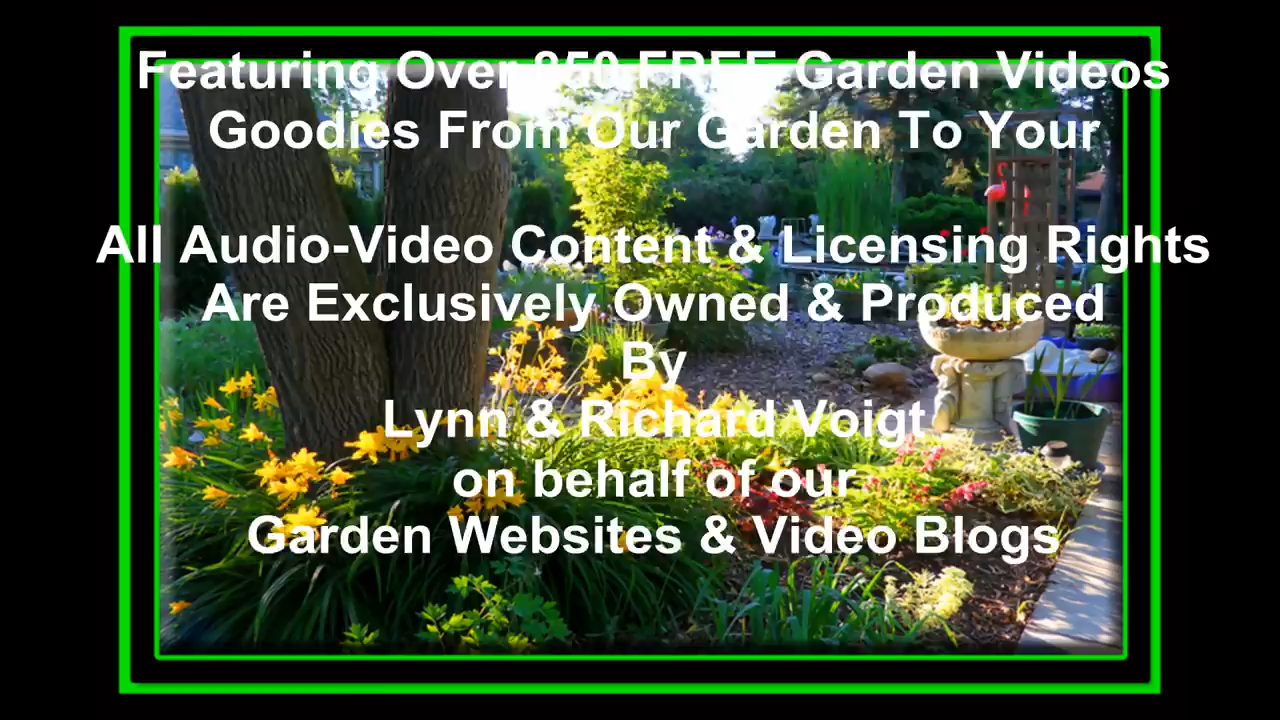 Featuring Over 850 FREE Garden Videos
Goodies From Our Garden To Your
All Audio-Video Content & Licensing Rights
Are Exclusively Owned & Produced
By
Lynn & Richard Voigt
on behalf of our
Garden Websites & Video Blogs